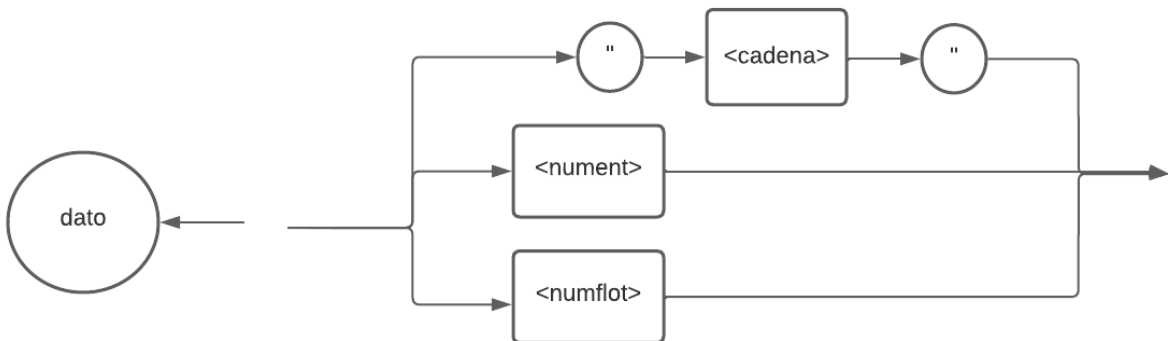 " <cadena> "
<nument>
dato
<numflot>